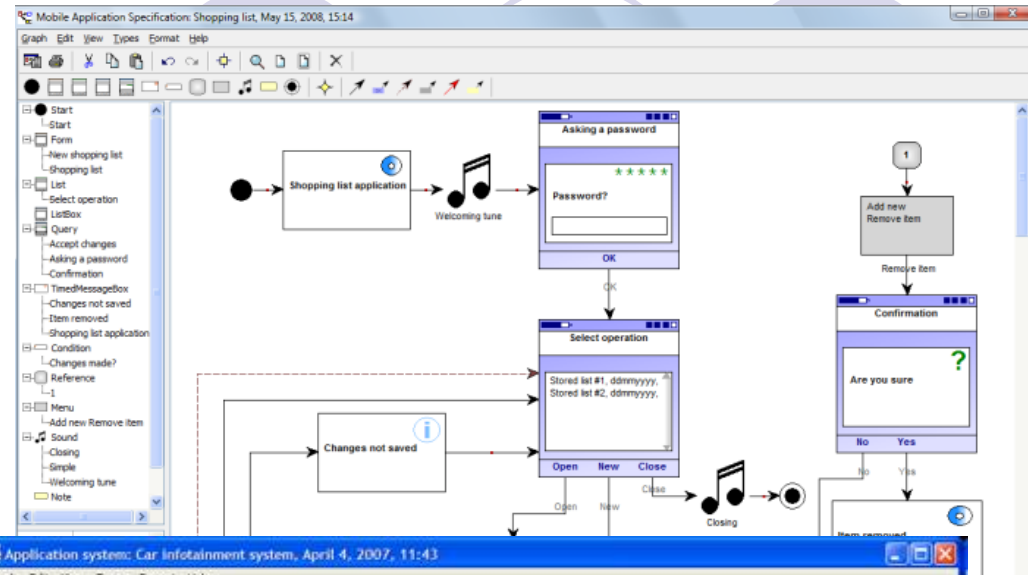 Mobile Application Specification: Shopping list, May 15, 2008, 15:14
Graph Edit View Types Format Help
Start
Start
Form
New shopping list
Shopping list
List
Select operation
ListBox
Query
Accept changes
Asking a password
Confirmation
TimedMessageBox
Changes not saved
Item removed
Shopping list application
Condition
Changes made?
Reference
1
Menu
Add new Remove item
Sound
Closing
Simple
Welcoming tune
Note
Shopping list application
Welcoming tune
Asking a password
*****
Password?
OK
OK
Select operation
Stored list #1, ddmmyyyy,
Stored list #2, ddmmyyyy,
Open New Close
Open
New
Close
Changes not saved
Closing
1
Add new
Remove item
Remove item
Confirmation
?
Are you sure
No Yes
No
Yes
Item removed
Application system: Car infotainment system, April 4, 2007, 11:43